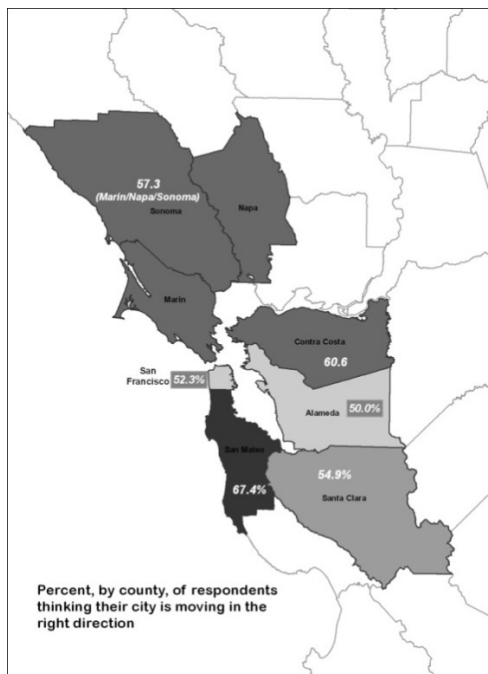 57.3
(Marin/Napa/Sonoma)
Sonoma
Napa
Marin
Contra Costa
60.6
San
Francisco
52.3%
Alameda
50.0%
San Mateo
67.4%
54.9%
Santa Clara
Percent, by county, of respondents
thinking their city is moving in the
right direction